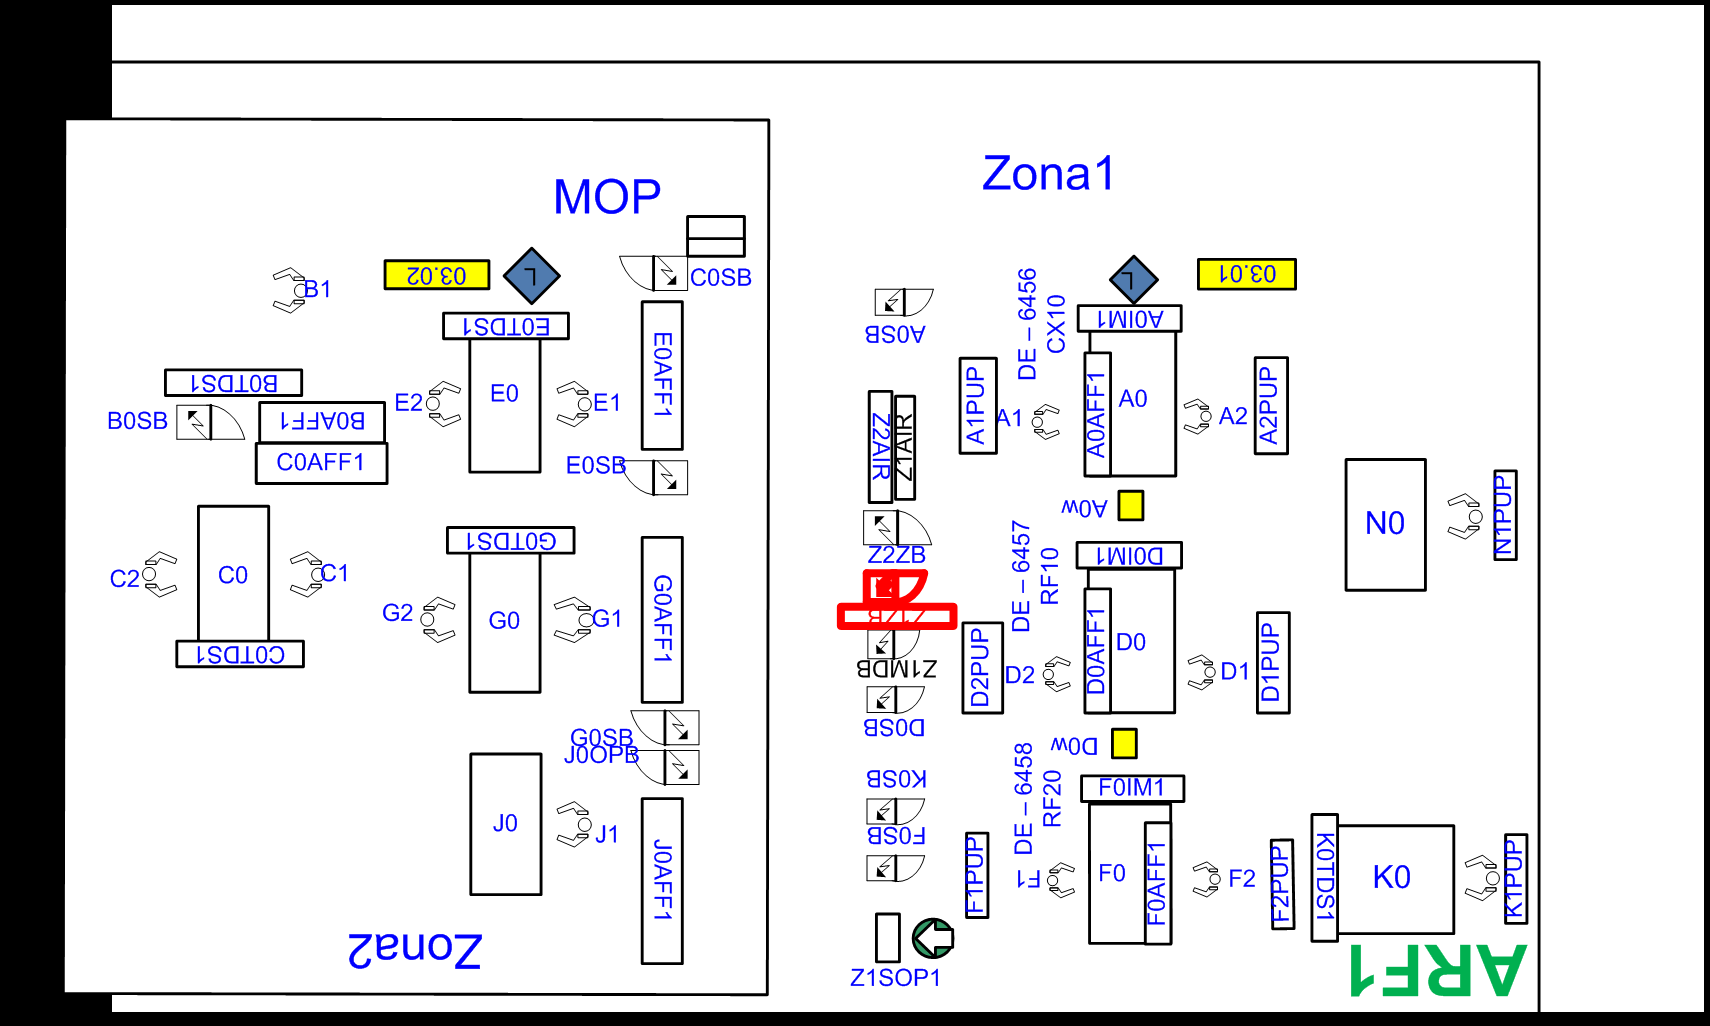 Zona1
MOP
03.02
L
C0SB
B1
L
03.01
A0SB
DE – 6456
CX10
A0IM1
E0TDS1
E0AFF1
B0TDS1
B0SB
B0AFF1
C0AFF1
E2
E0
E1
E0SB
Z2AIR
Z1AIR
A1PUP
A1
A0AFF1
A0
A2
A2PUP
A0w
N0
N1PUP
G0TDS1
Z2ZB
DE – 6457
RF10
D0IM1
C2
C0
C1
C0TDS1
G2
G0
G1
G0AFF1
Z1ZB
Z1MDB
D0SB
D2PUP
D2
D0AFF1
D0
D1
D1PUP
D0w
G0SB
J0OPB
K0SB
F0SB
DE – 6458
RF20
F0IM1
J0
J1
J0AFF1
F1PUP
F1
F0
F0AFF1
F2
F2PUP
K0TDS1
K0
K1PUP
Zona2
Z1SOP1
ARF1